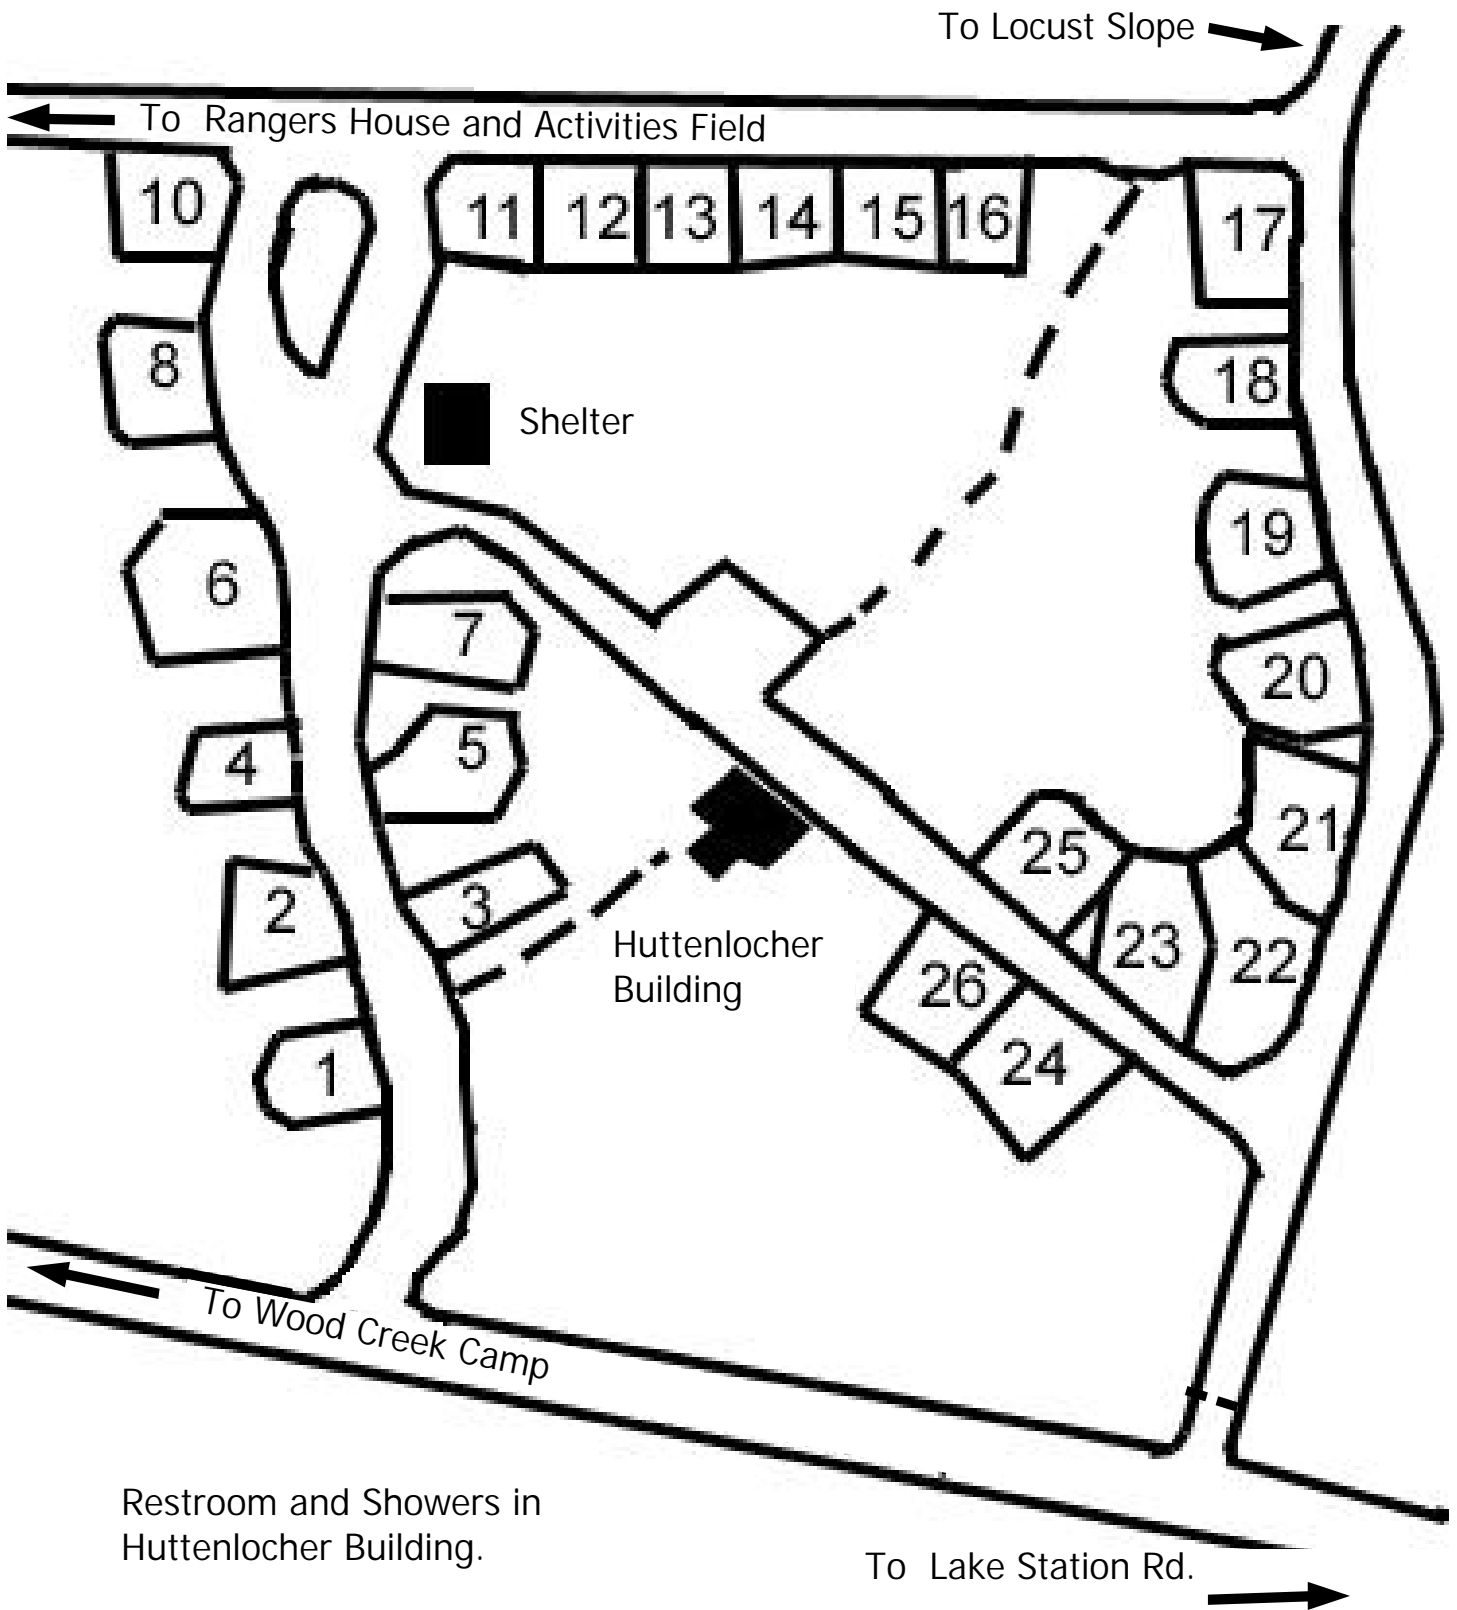 To Locust Slope
To Rangers House and Activities Field
10
11
12
13
14
15
16
17
8
18
Shelter
19
6
7
20
5
4
21
25
2
3
23
22
Huttenlocher
Building
26
24
1
To Wood Creek Camp
Restroom and Showers in
Huttenlocher Building.
To Lake Station Rd.